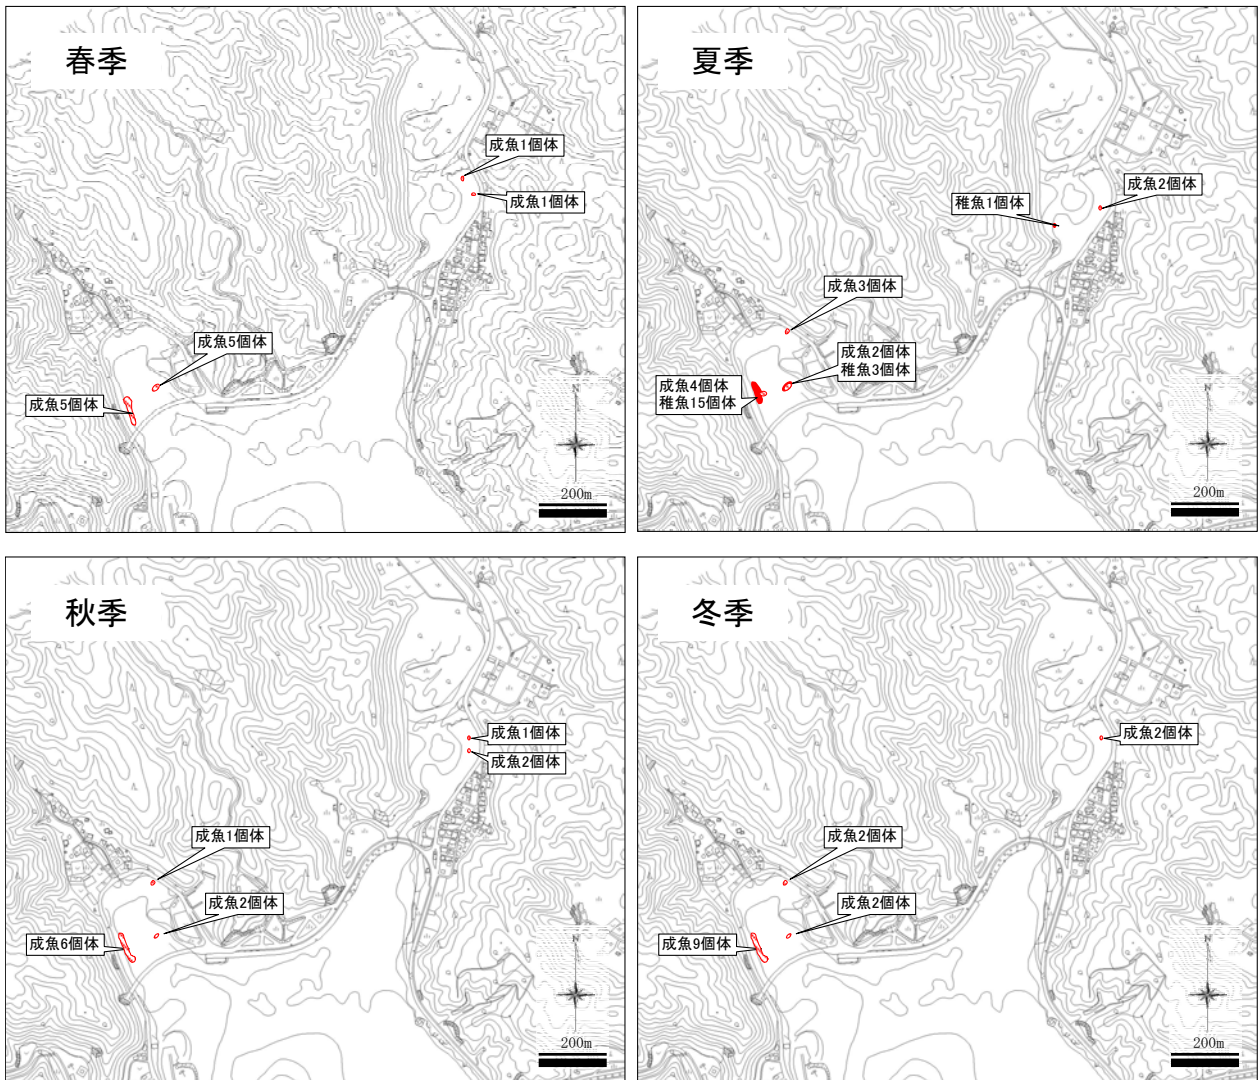 春季
成魚1個体
成魚1個体
成魚5個体
成魚5個体
N
200m
夏季
成魚2個体
稚魚1個体
成魚3個体
成魚2個体
稚魚3個体
成魚4個体
稚魚15個体
N
200m
秋季
成魚1個体
成魚2個体
成魚1個体
成魚2個体
成魚6個体
N
200m
冬季
成魚2個体
成魚2個体
成魚2個体
成魚9個体
N
200m